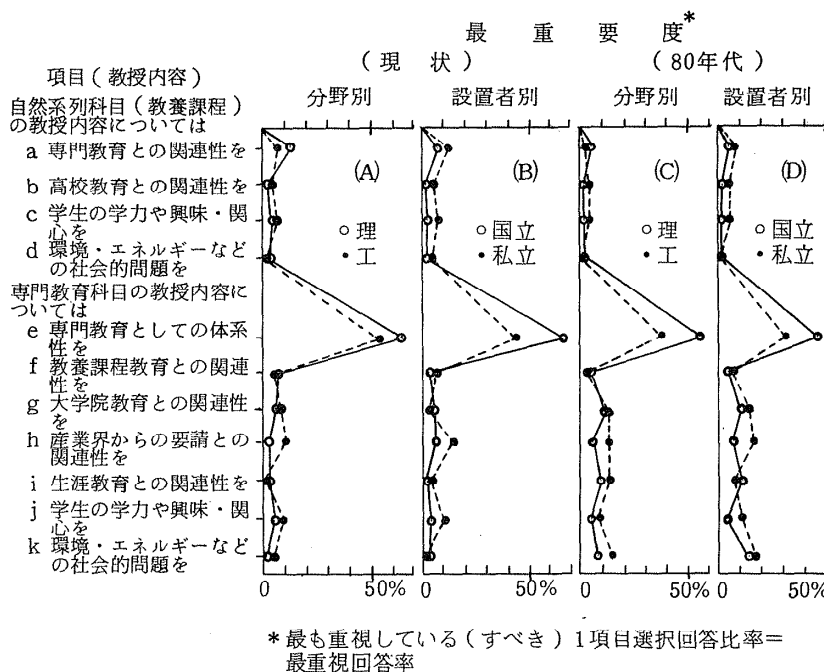 最 重 要 度*
(現 状) (80年代)
項目(教授内容)
分野別 設置者別 分野別 設置者別
自然系列科目(教養課程)
の教授内容については
a 専門教育との関連性を
b 高校教育との関連性を
c 学生の学力や興味・関
心を
d 環境・エネルギーなど
の社会的問題を
専門教育科目の教授内容に
ついては
e 専門教育としての体系
性を
f 教養課程教育との関連
性を
g 大学院教育との関連性
を
h 産業界からの要請との
関連性を
i 生涯教育との関連性を
j 学生の学力や興味・関
心を
k 環境・エネルギーなど
の社会的問題を
(A) (B) (C) (D)
○理 ○国立 ○理 ○国立
●工 ●私立 ●工 ●私立
0 50% 0 50% 0 50% 0 50%
*最も重視している(すべき)1項目選択回答比率=
最重視回答率